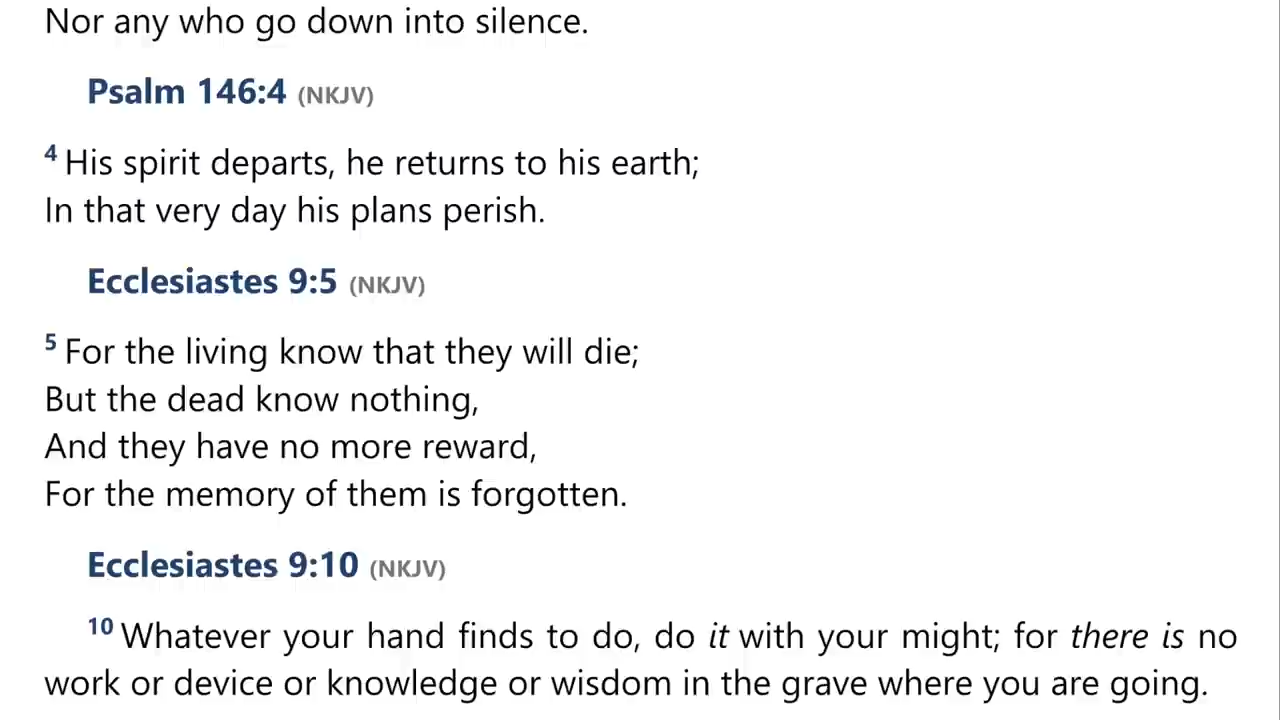 Nor any who go down into silence.
Psalm 146:4 (NKJV)
4 His spirit departs, he returns to his earth;
In that very day his plans perish.
Ecclesiastes 9:5 (NKJV)
5 For the living know that they will die;
But the dead know nothing,
And they have no more reward,
For the memory of them is forgotten.
Ecclesiastes 9:10 (NKJV)
10 Whatever your hand finds to do, do it with your might; for there is no
work or device or knowledge or wisdom in the grave where you are going.